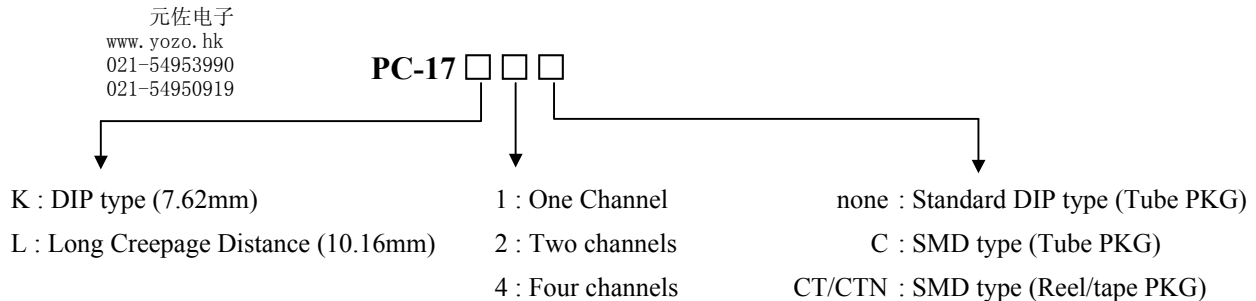 元佐电子
www.yozo.hk
021-54953990
021-54950919
PC-17 □ □ □
K : DIP type (7.62mm)
L : Long Creepage Distance (10.16mm)
1 : One Channel
2 : Two channels
4 : Four channels
none : Standard DIP type (Tube PKG)
C : SMD type (Tube PKG)
CT/CTN : SMD type (Reel/tape PKG)